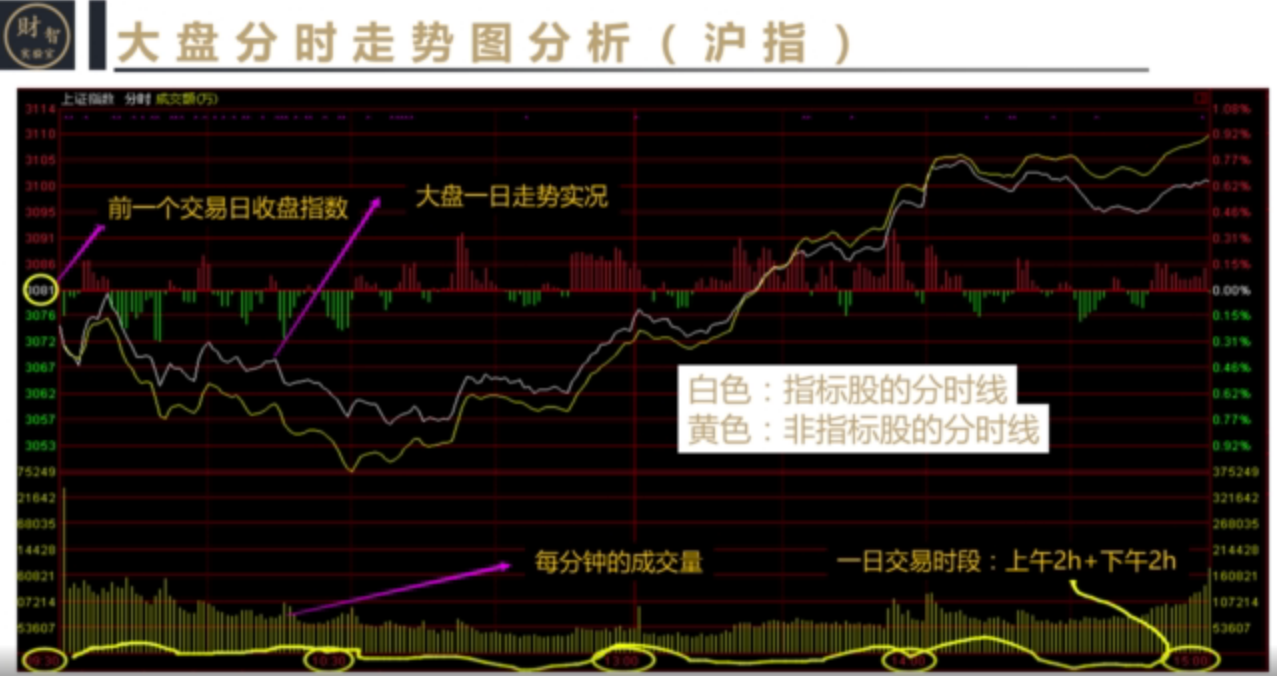 财智
实验室
大盘分时走势图分析（沪指）
上证指数 分时 成交额(万)
3114 1.08%
3110 0.92%
3105 0.77%
3100 0.62%
3095 0.46%
3091 0.31%
3086 0.15%
3081 0.00%
3076 0.15%
3072 0.31%
3067 0.46%
3062 0.62%
3057 0.77%
3053 0.92%
75249 375249
21642 321642
68035 268035
14428 214428
60821 160821
07214 107214
53607 53607
前一个交易日收盘指数
大盘一日走势实况
白色：指标股的分时线
黄色：非指标股的分时线
每分钟的成交量
一日交易时段：上午2h+下午2h
09:30 10:30 13:00 14:00 15:00